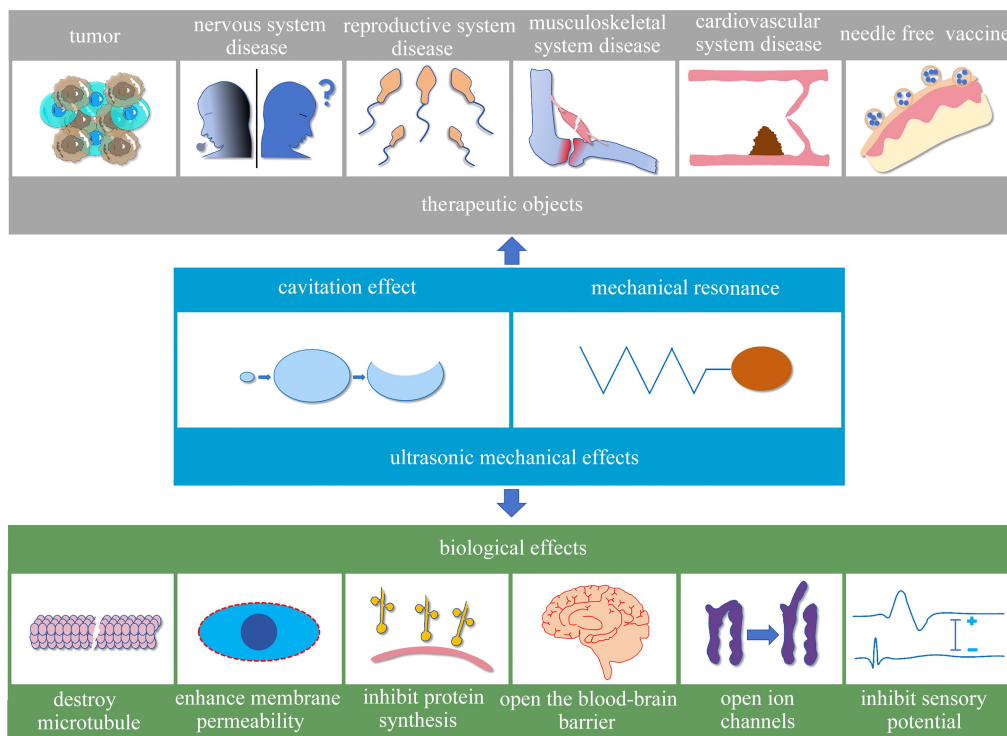 tumor
nervous system
disease
reproductive system
disease
musculoskeletal
system disease
cardiovascular
system disease
needle free vaccine
?
therapeutic objects
cavitation effect
mechanical resonance
ultrasonic mechanical effects
biological effects
+
-
destroy
microtubule
enhance membrane
permeability
inhibit protein
synthesis
open the blood-brain
barrier
open ion
channels
inhibit sensory
potential